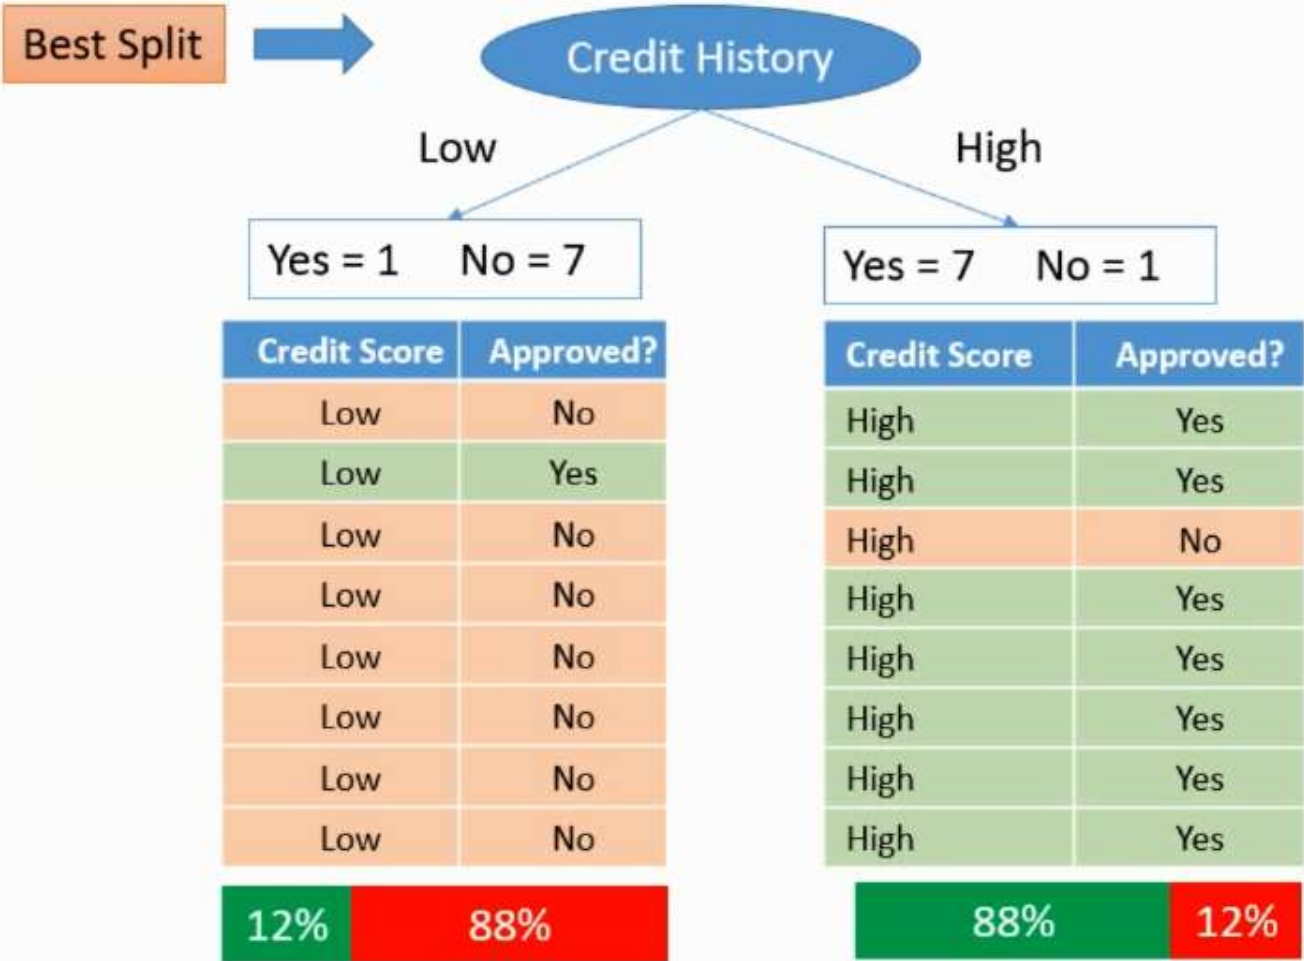 Best Split
Credit History
Low
High
Yes = 1 No = 7
Credit Score Approved?
Low No
Low Yes
Low No
Low No
Low No
Low No
Low No
Low No
12% 88%
Yes = 7 No = 1
Credit Score Approved?
High Yes
High Yes
High No
High Yes
High Yes
High Yes
High Yes
High Yes
88% 12%